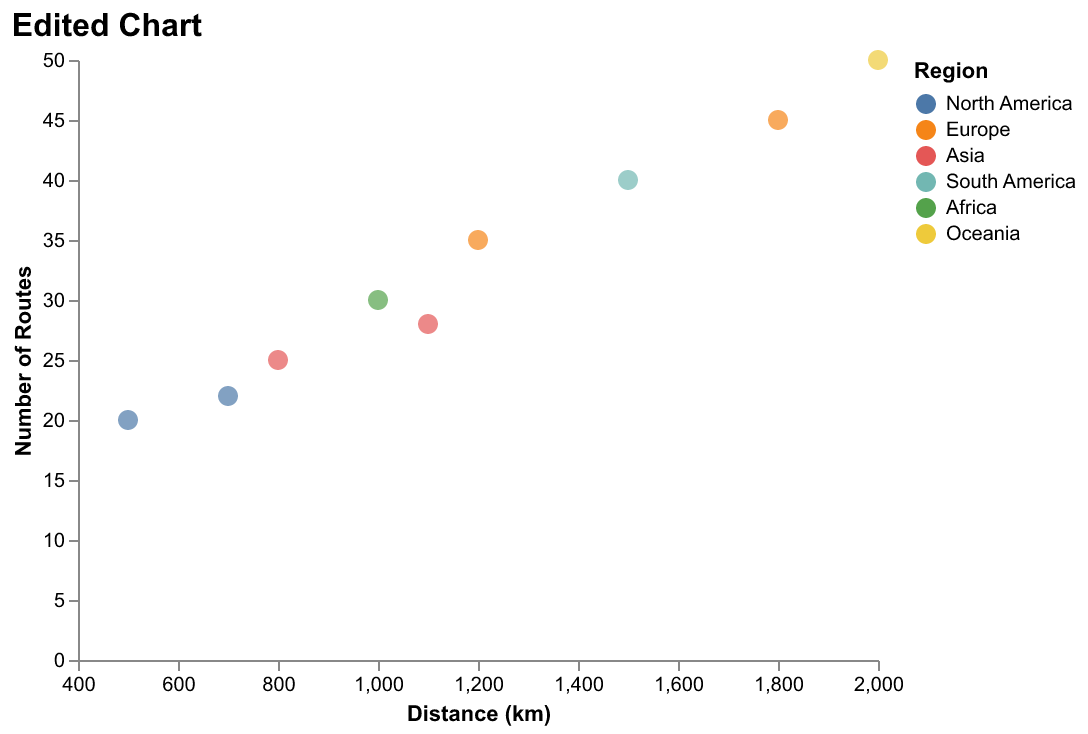 Edited Chart
50
45
40
35
30
25
20
15
10
5
0
Number of Routes
400 600 800 1,000 1,200 1,400 1,600 1,800 2,000
Distance (km)
Region
North America
Europe
Asia
South America
Africa
Oceania